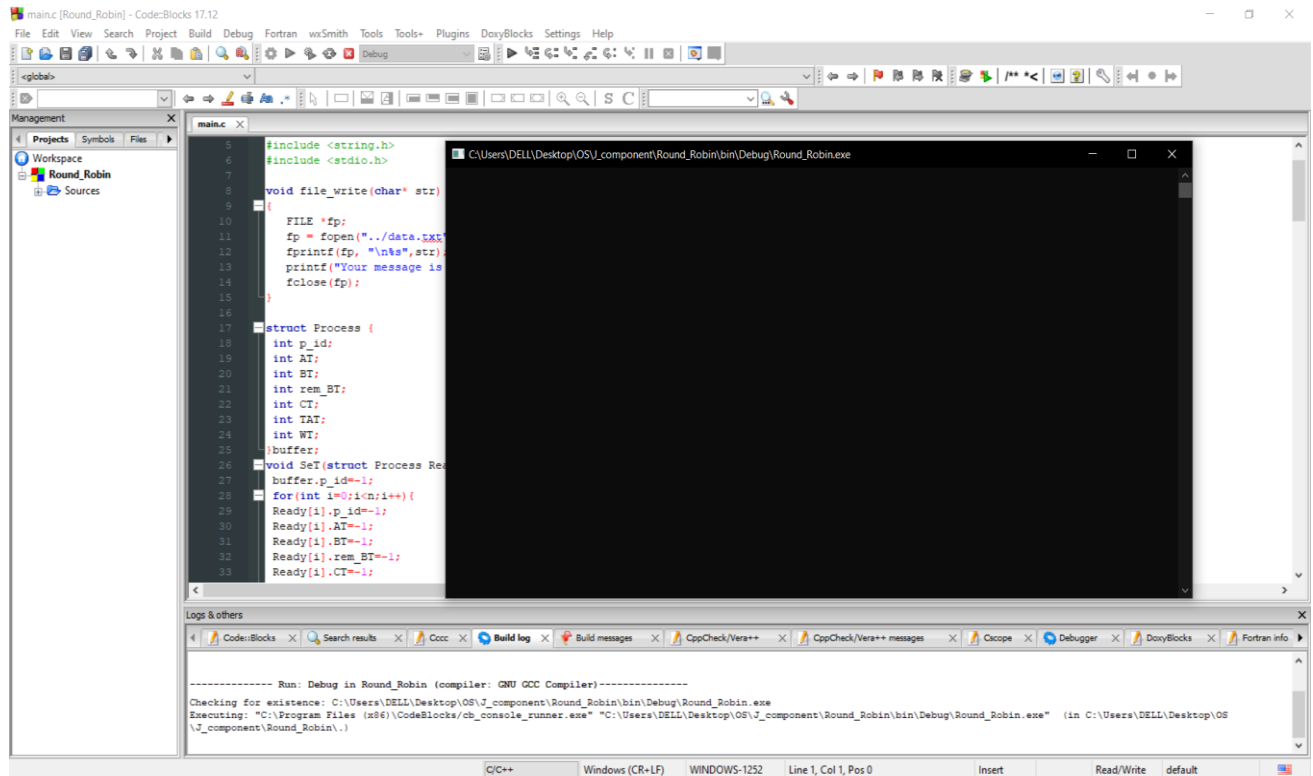 main.c [Round_Robin] - Code::Blocks 17.12
File Edit View Search Project Build Debug Fortran wxSmith Tools Tools+ Plugins DoxyBlocks Settings Help
Debug
<global>
/** *<
S C
Management
Projects Symbols Files
Workspace
Round_Robin
Sources
main.c
5 #include <string.h>
6 #include <stdio.h>
7
8 void file_write(char* str)
9 {
10 FILE *fp;
11 fp = fopen("../data.txt"
12 fprintf(fp, "\n%s",str);
13 printf("Your message is
14 fclose(fp);
15 }
16
17 struct Process {
18 int p_id;
19 int AT;
20 int BT;
21 int rem_BT;
22 int CT;
23 int TAT;
24 int WT;
25 }buffer;
26 void SeT(struct Process Rea
27 buffer.p_id=-1;
28 for(int i=0;i<n;i++){
29 Ready[i].p_id=-1;
30 Ready[i].AT=-1;
31 Ready[i].BT=-1;
32 Ready[i].rem_BT=-1;
33 Ready[i].CT=-1;
C:\Users\DELL\Desktop\OS\J_component\Round_Robin\bin\Debug\Round_Robin.exe
Logs & others
Code::Blocks Search results Cccc Build log Build messages CppCheck/Vera++ CppCheck/Vera++ messages Cscope Debugger DoxyBlocks Fortran info
-------------- Run: Debug in Round_Robin (compiler: GNU GCC Compiler)---------------
Checking for existence: C:\Users\DELL\Desktop\OS\J_component\Round_Robin\bin\Debug\Round_Robin.exe
Executing: "C:\Program Files (x86)\CodeBlocks/cb_console_runner.exe" "C:\Users\DELL\Desktop\OS\J_component\Round_Robin\bin\Debug\Round_Robin.exe" (in C:\Users\DELL\Desktop\OS
\J_component\Round_Robin\.)
C/C++ Windows (CR+LF) WINDOWS-1252 Line 1, Col 1, Pos 0 Insert Read/Write default